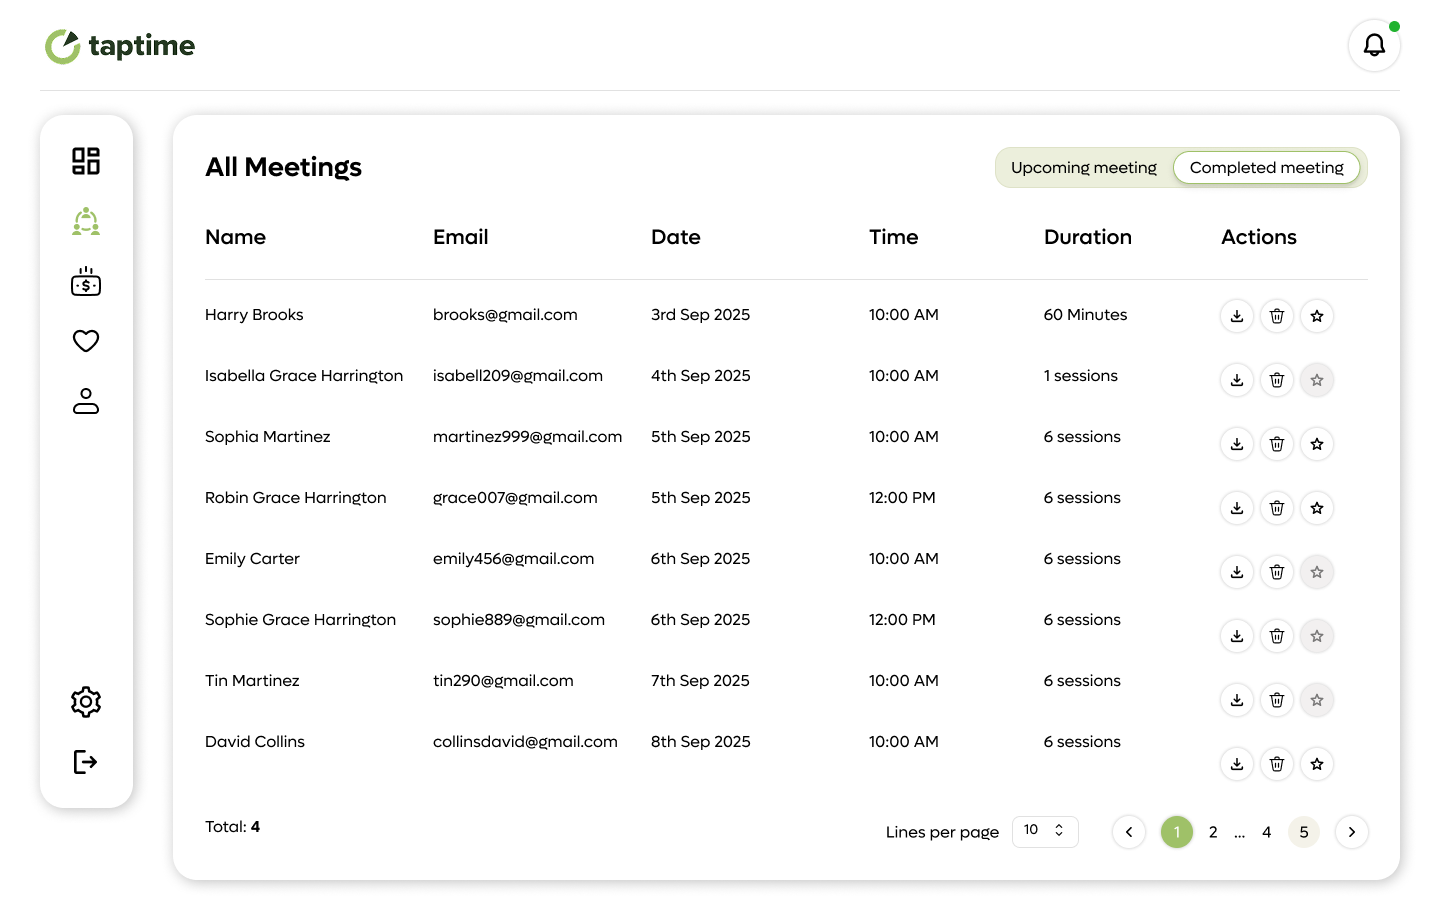 taptime
All Meetings
Upcoming meeting Completed meeting
Name Email Date Time Duration Actions
Harry Brooks brooks@gmail.com 3rd Sep 2025 10:00 AM 60 Minutes
Isabella Grace Harrington isabell209@gmail.com 4th Sep 2025 10:00 AM 1 sessions
Sophia Martinez martinez999@gmail.com 5th Sep 2025 10:00 AM 6 sessions
Robin Grace Harrington grace007@gmail.com 5th Sep 2025 12:00 PM 6 sessions
Emily Carter emily456@gmail.com 6th Sep 2025 10:00 AM 6 sessions
Sophie Grace Harrington sophie889@gmail.com 6th Sep 2025 12:00 PM 6 sessions
Tin Martinez tin290@gmail.com 7th Sep 2025 10:00 AM 6 sessions
David Collins collinsdavid@gmail.com 8th Sep 2025 10:00 AM 6 sessions
Total: 4 Lines per page 10 1 2 ... 4 5